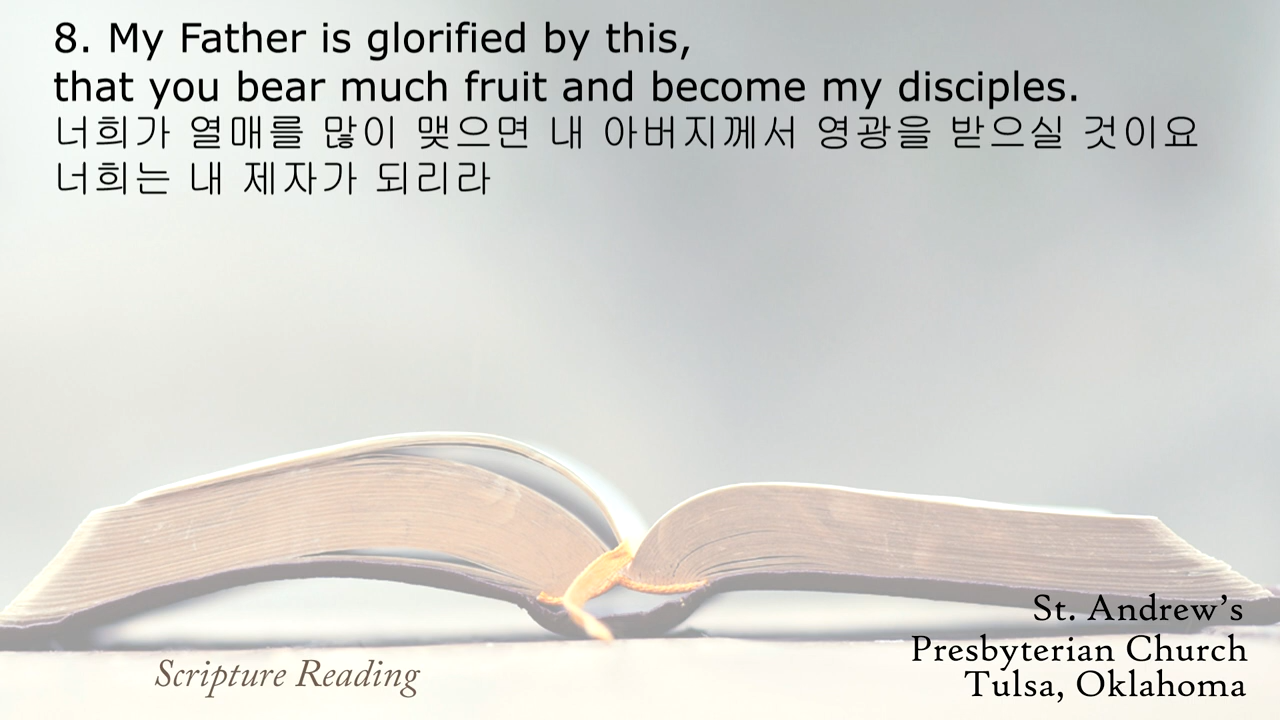 8. My Father is glorified by this,
that you bear much fruit and become my disciples.
너희가 열매를 많이 맺으면 내 아버지께서 영광을 받으실 것이요
너희는 내 제자가 되리라
Scripture Reading
St. Andrew’s
Presbyterian Church
Tulsa, Oklahoma